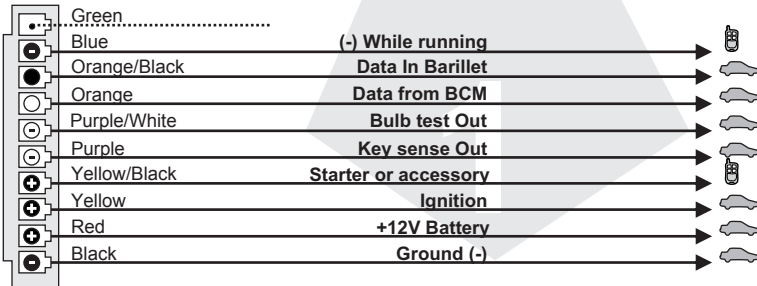 Green
Blue (-) While running
Orange/Black Data In Barillet
Orange Data from BCM
Purple/White Bulb test Out
Purple Key sense Out
Yellow/Black Starter or accessory
Yellow Ignition
Red +12V Battery
Black Ground (-)